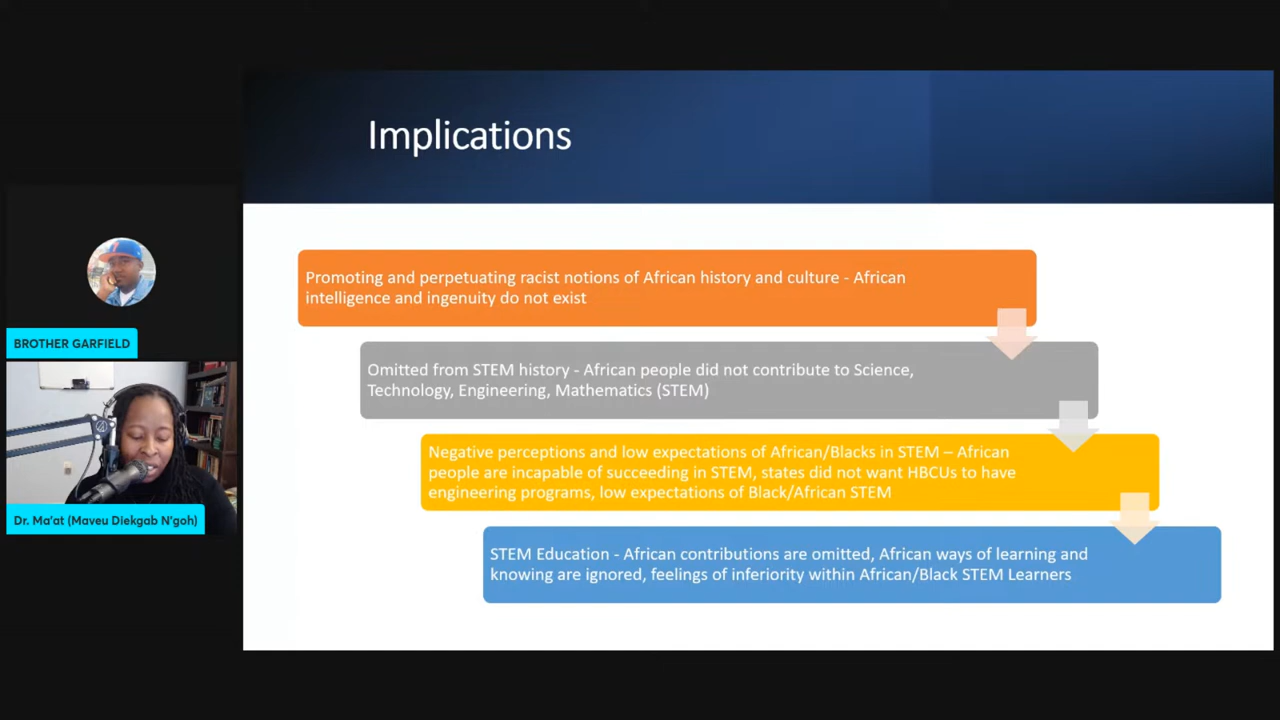 Implications
Promoting and perpetuating racist notions of African history and culture - African
intelligence and ingenuity do not exist
Omitted from STEM history - African people did not contribute to Science,
Technology, Engineering, Mathematics (STEM)
Negative perceptions and low expectations of African/Blacks in STEM – African
people are incapable of succeeding in STEM, states did not want HBCUs to have
engineering programs, low expectations of Black/African STEM
STEM Education - African contributions are omitted, African ways of learning and
knowing are ignored, feelings of inferiority within African/Black STEM Learners
BROTHER GARFIELD
Dr. Ma'at (Maveu Diekgab N'goh)